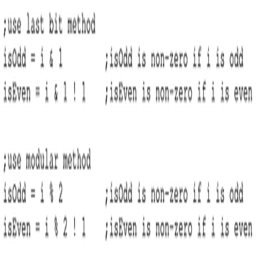 ;use last bit method
isOdd = i & 1 ;isOdd is non-zero if i is odd
isEven = i & 1 ! 1 ;isEven is non-zero if i is even
;use modular method
isOdd = i % 2 ;isOdd is non-zero if i is odd
isEven = i % 2 ! 1 ;isEven is non-zero if i is even